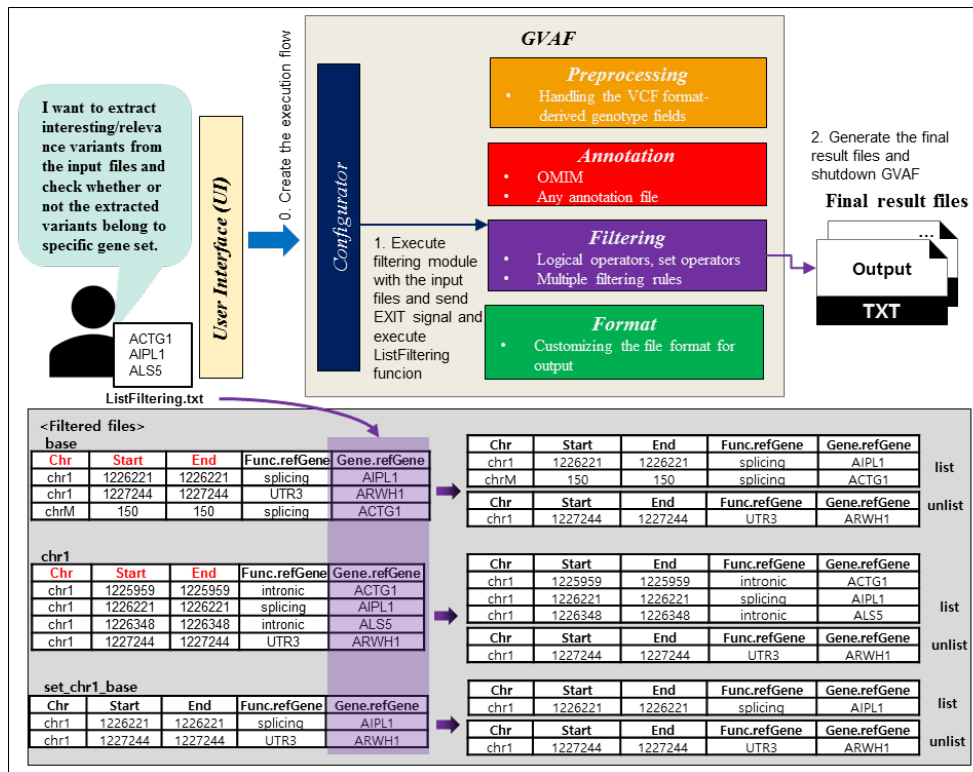 I want to extract
interesting/relevance
variants from
the input files and
check whether or
not the extracted
variants belong to
specific gene set.
ACTG1
AIPL1
ALS5
ListFiltering.txt
User Interface (UI)
0. Create the execution flow
GVAF
Configurator
1. Execute
filtering module
with the input
files and send
EXIT signal and
execute
ListFiltering
funcion
Preprocessing
• Handling the VCF format-
derived genotype fields
Annotation
• OMIM
• Any annotation file
Filtering
• Logical operators, set operators
• Multiple filtering rules
Format
• Customizing the file format for
output
2. Generate the final
result files and
shutdown GVAF
Final result files
...
Output
TXT
<Filtered files>
base
Chr Start End Func.refGene Gene.refGene
chr1 1226221 1226221 splicing AIPL1
chr1 1227244 1227244 UTR3 ARWH1
chrM 150 150 splicing ACTG1
Chr Start End Func.refGene Gene.refGene
chr1 1226221 1226221 splicing AIPL1
chrM 150 150 splicing ACTG1
list
Chr Start End Func.refGene Gene.refGene
chr1 1227244 1227244 UTR3 ARWH1
unlist
chr1
Chr Start End Func.refGene Gene.refGene
chr1 1225959 1225959 intronic ACTG1
chr1 1226221 1226221 splicing AIPL1
chr1 1226348 1226348 intronic ALS5
chr1 1227244 1227244 UTR3 ARWH1
Chr Start End Func.refGene Gene.refGene
chr1 1225959 1225959 intronic ACTG1
chr1 1226221 1226221 splicing AIPL1
chr1 1226348 1226348 intronic ALS5
list
Chr Start End Func.refGene Gene.refGene
chr1 1227244 1227244 UTR3 ARWH1
unlist
set_chr1_base
Chr Start End Func.refGene Gene.refGene
chr1 1226221 1226221 splicing AIPL1
chr1 1227244 1227244 UTR3 ARWH1
Chr Start End Func.refGene Gene.refGene
chr1 1226221 1226221 splicing AIPL1
list
Chr Start End Func.refGene Gene.refGene
chr1 1227244 1227244 UTR3 ARWH1
unlist